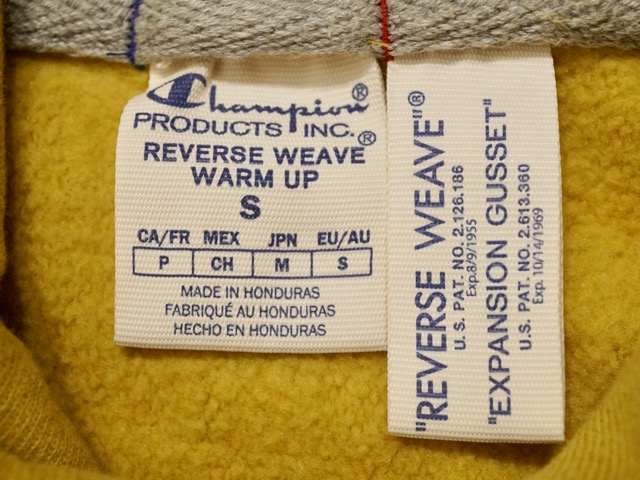 Champion®
PRODUCTS INC.®
REVERSE WEAVE
WARM UP
S
CA/FR MEX JPN EU/AU
P CH M S
MADE IN HONDURAS
FABRIQUÉ AU HONDURAS
HECHO EN HONDURAS
"REVERSE WEAVE"®
U.S. PAT. NO. 2.126.186
Exp.8/9/1955
"EXPANSION GUSSET"
U.S. PAT. NO. 2.613.360
Exp. 10/14/1969